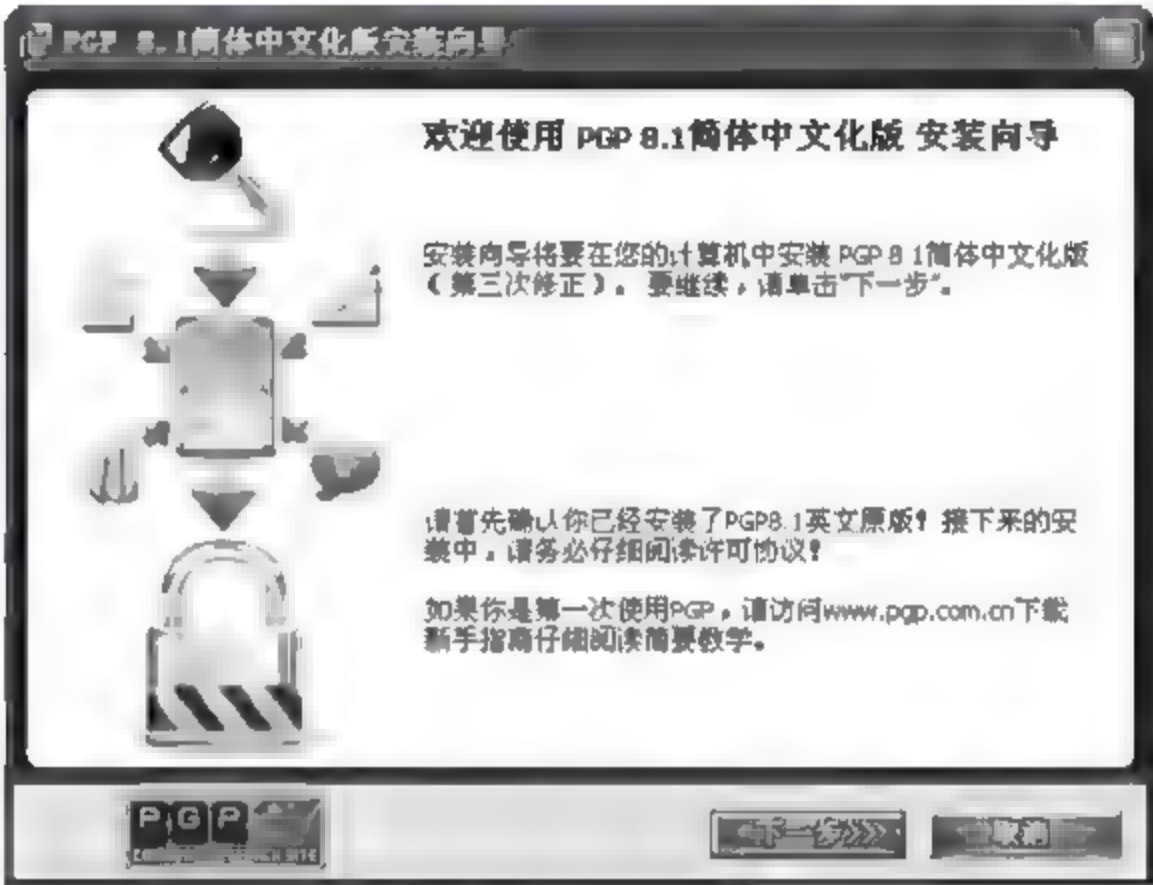 PGP 8.1简体中文化版安装向导
欢迎使用 PGP 8.1简体中文化版 安装向导
安装向导将要在您的计算机中安装 PGP 8 1简体中文化版
（第三次修正）。要继续，请单击“下一步”。
请首先确认你已经安装了PGP8.1英文原版！接下来的安
装中，请务必仔细阅读许可协议！
如果你是第一次使用PGP，请访问www.pgp.com.cn下载
新手指南仔细阅读简要教学。
PGP
下一步>>>
取消